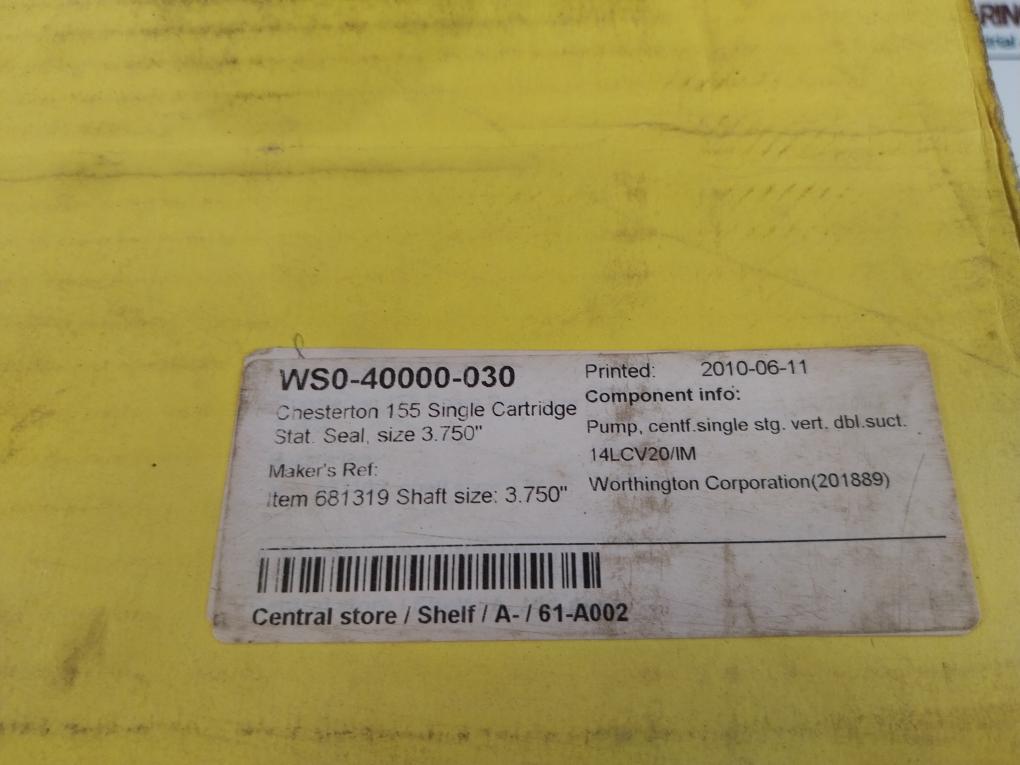 WS0-40000-030
Chesterton 155 Single Cartridge
Stat. Seal, size 3.750"
Maker's Ref:
Item 681319 Shaft size: 3.750"
Printed: 2010-06-11
Component info:
Pump, centf.single stg. vert, dbl.suct.
14LCV20/IM
Worthington Corporation(201889)
Central store / Shelf / A- / 61-A002